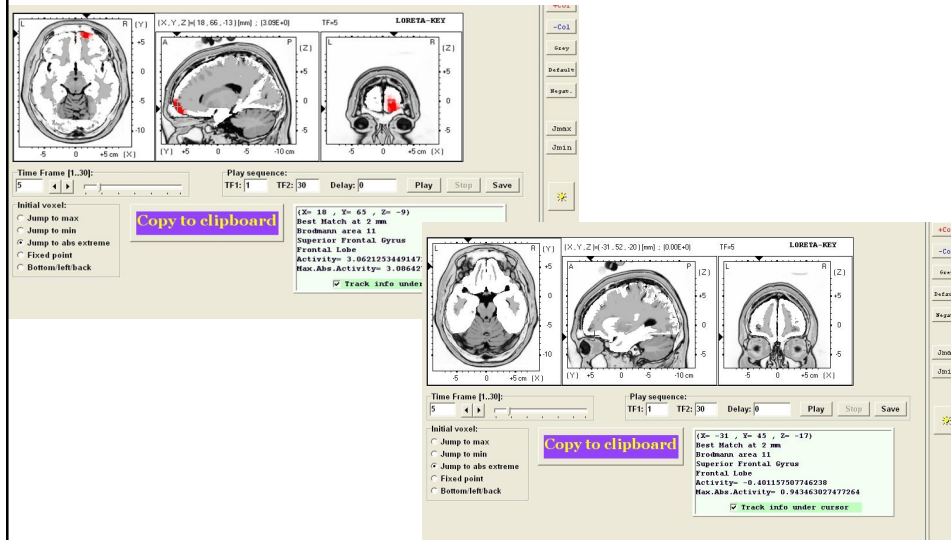 +Col
L R (Y) (X,Y,Z)=(18,66,-13)[mm] ; (3.09E+0) TF=5 LORETA-KEY
-Col
A P (Z) L R (Z)
+5 +5 +5
Grey
0 0 0
Default
-5 -5 -5
Negat.
-10
Jmax
-5 0 +5 cm (X) (Y) +5 0 -5 -10 cm -5 0 +5 cm (X)
Jmin
Time Frame [1..30]:
5
Play sequence:
TF1: 1 TF2: 30 Delay: 0 Play Stop Save
Initial voxel:
Jump to max
Jump to min
Jump to abs extreme
Fixed point
Bottom/left/back
Copy to clipboard
(X= 18 , Y= 65 , Z= -9)
Best Match at 2 mm
Brodmann area 11
Superior Frontal Gyrus
Frontal Lobe
Activity= 3.062125344914
Max.Abs.Activity= 3.08642
Track info under
L R (Y) (X,Y,Z)=(-31,52,-20)[mm] ; (0.00E+0) TF=5 LORETA-KEY
+Co
A P (Z) L R (Z)
-Co
+5 +5 +5
Grey
0 0 0
Defau
-5 -5 -5
Negat
-10
Jma
-5 0 +5 cm (X) (Y) +5 0 -5 -10 cm -5 0 +5 cm (X)
Jmi
Time Frame [1..30]:
5
Play sequence:
TF1: 1 TF2: 30 Delay: 0 Play Stop Save
Initial voxel:
Jump to max
Jump to min
Jump to abs extreme
Fixed point
Bottom/left/back
Copy to clipboard
(X= -31 , Y= 45 , Z= -17)
Best Match at 2 mm
Brodmann area 11
Superior Frontal Gyrus
Frontal Lobe
Activity= -0.401157507746238
Max.Abs.Activity= 0.943463027477264
Track info under cursor